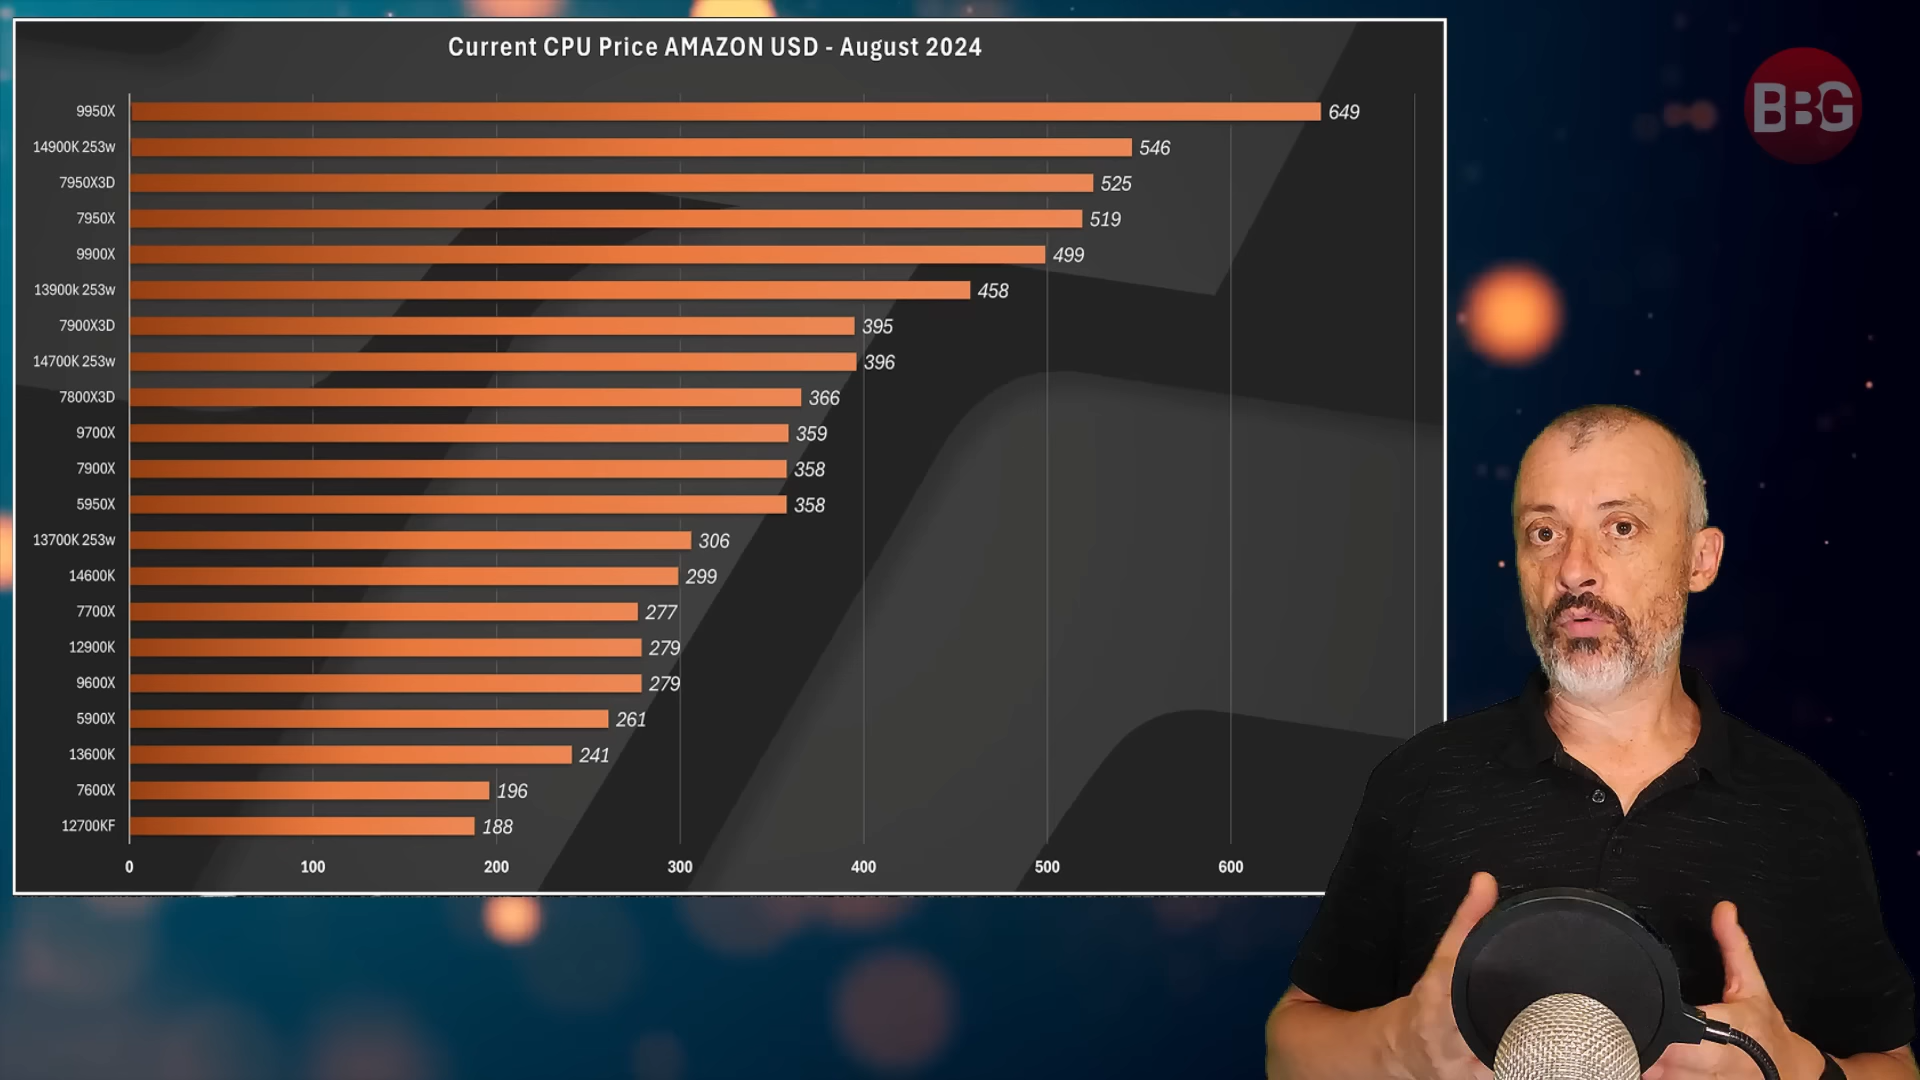 Current CPU Price AMAZON USD - August 2024
BBG
9950X 649
14900K 253w 546
7950X3D 525
7950X 519
9900X 499
13900k 253w 458
7900X3D 395
14700K 253w 396
7800X3D 366
9700X 359
7900X 358
5950X 358
13700K 253w 306
14600K 299
7700X 277
12900K 279
9600X 279
5900X 261
13600K 241
7600X 196
12700KF 188
0 100 200 300 400 500 600